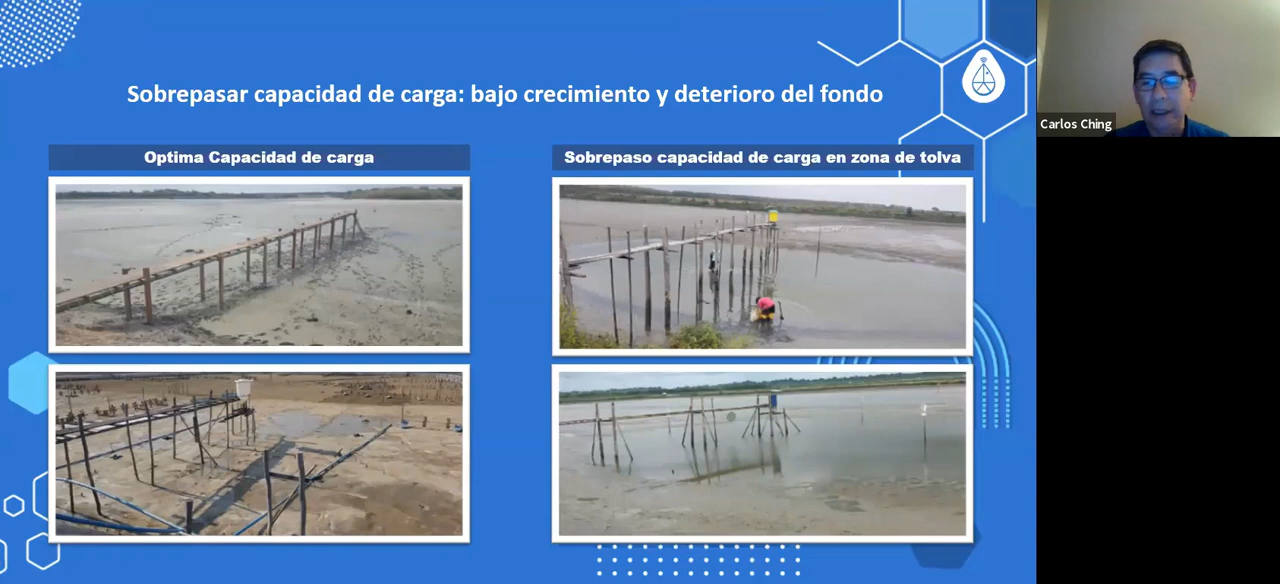 Sobrepasar capacidad de carga: bajo crecimiento y deterioro del fondo
Optima Capacidad de carga
Sobrepaso capacidad de carga en zona de tolva
Carlos Ching